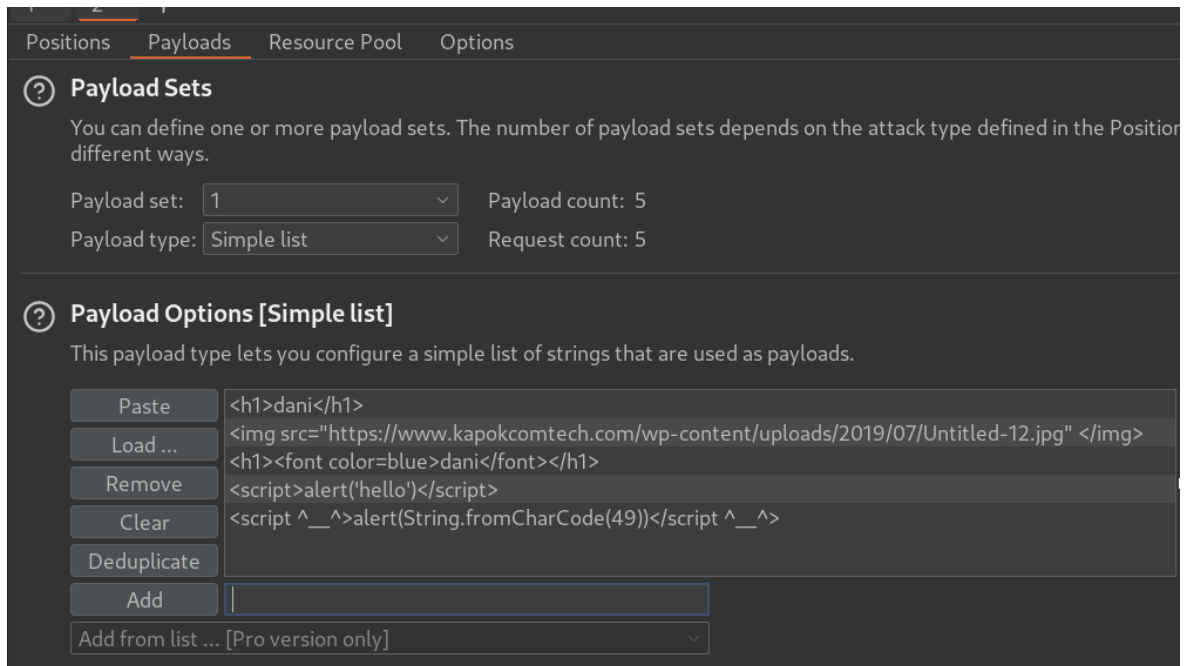 Positions Payloads Resource Pool Options
Payload Sets
You can define one or more payload sets. The number of payload sets depends on the attack type defined in the
different ways.
Payload set: 1 Payload count: 5
Payload type: Simple list Request count: 5
Payload Options [Simple list]
This payload type lets you configure a simple list of strings that are used as payloads.
Paste <h1>dani</h1>
Load ... <img src="https://www.kapokcomtech.com/wp-content/uploads/2019/07/Untitled-12.jpg" </img>
<h1><font color=blue>dani</font></h1>
Remove <script>alert('hello')</script>
Clear <script ^__^>alert(String.fromCharCode(49))</script ^__^>
Deduplicate
Add
Add from list ... [Pro version only]